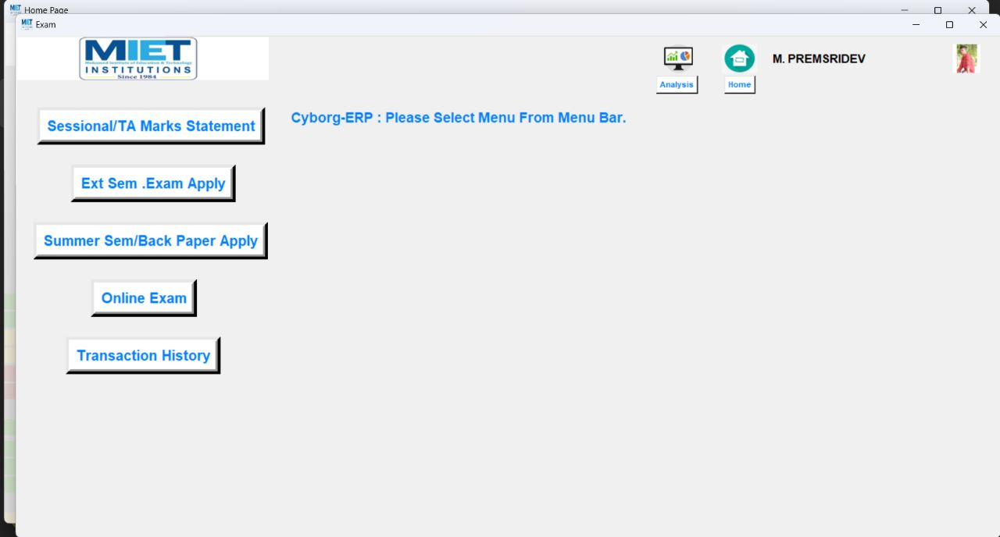 MIET Home Page
MIET Exam
MIET
Mohamed Institute of Education & Technology
INSTITUTIONS
Since 1984
M. PREMSRIDEV
Analysis
Home
Sessional/TA Marks Statement
Cyborg-ERP : Please Select Menu From Menu Bar.
Ext Sem .Exam Apply
Summer Sem/Back Paper Apply
Online Exam
Transaction History